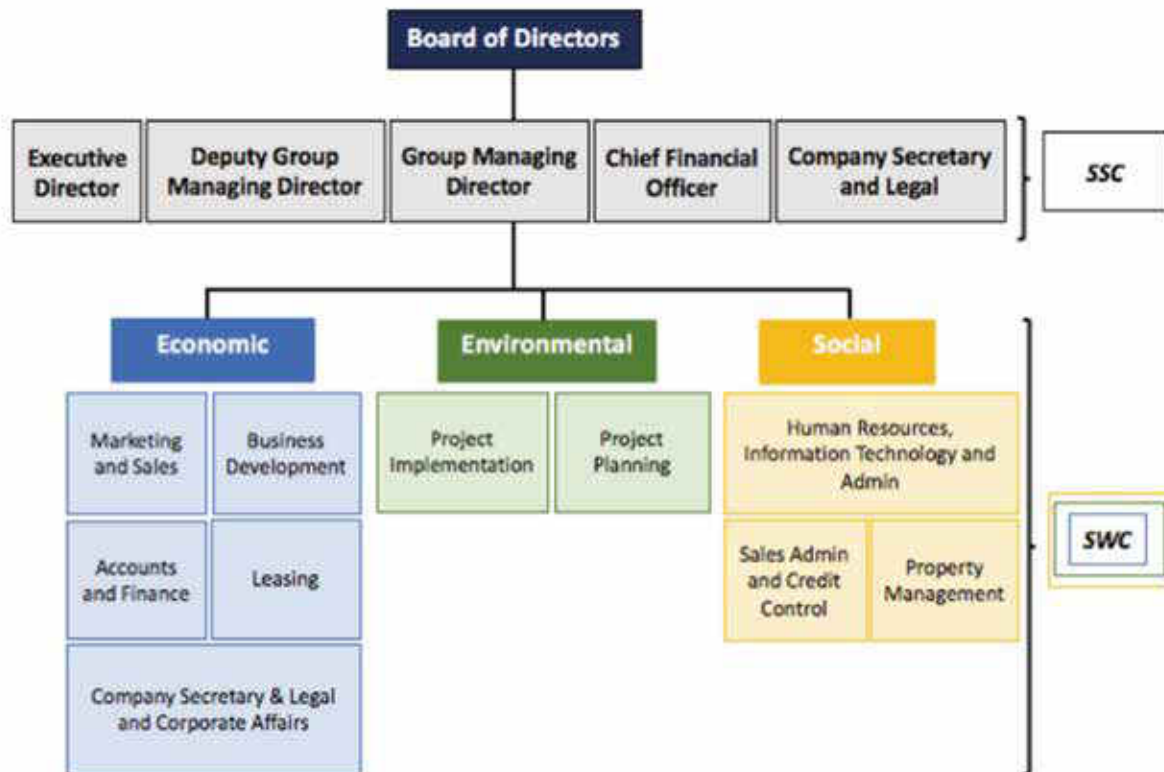 Board of Directors
Executive
Director
Deputy Group
Managing Director
Group Managing
Director
Chief Financial
Officer
Company Secretary
and Legal
SSC
Economic
Environmental
Social
Marketing
and Sales
Business
Development
Project
Implementation
Project
Planning
Human Resources,
Information Technology and
Admin
Accounts
and Finance
Leasing
Sales Admin
and Credit
Control
Property
Management
SWC
Company Secretary & Legal
and Corporate Affairs